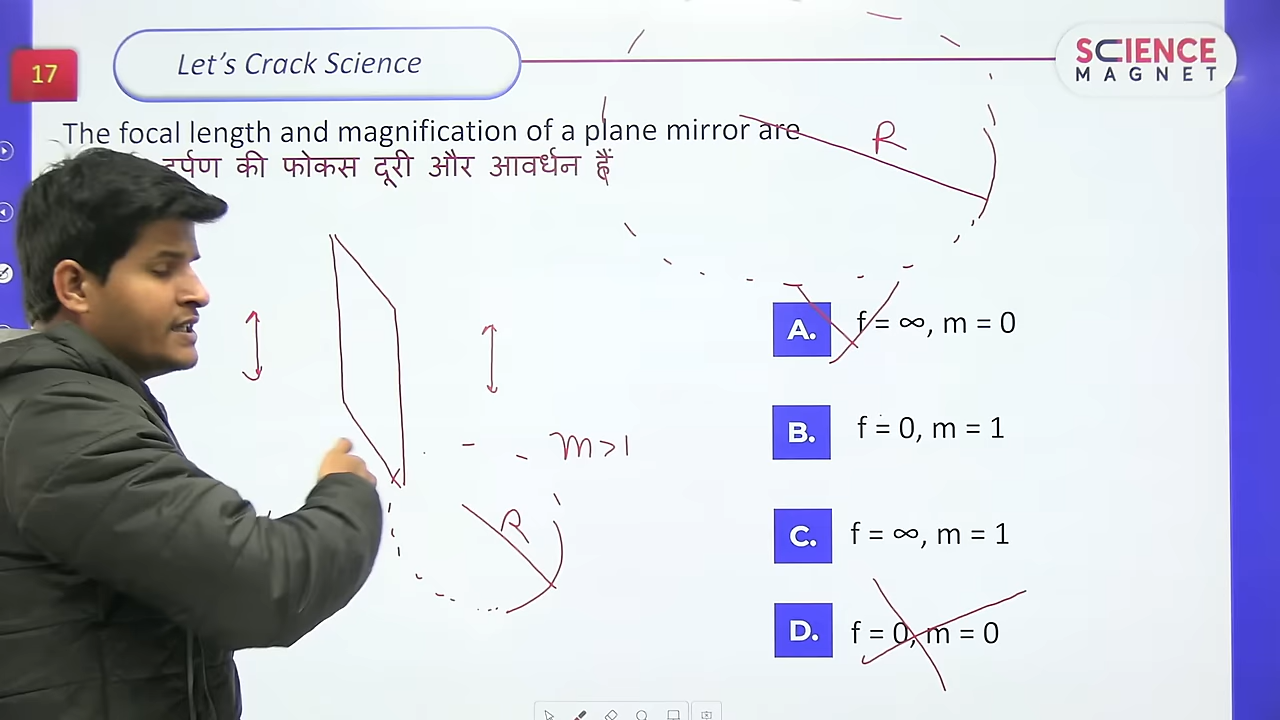 17
Let's Crack Science
SCIENCE
MAGNET
The focal length and magnification of a plane mirror are
दर्पण की फोकस दूरी और आवर्धन हैं
R
A. f = ∞, m = 0
B. f = 0, m = 1
m > 1
R
C. f = ∞, m = 1
D. f = 0, m = 0